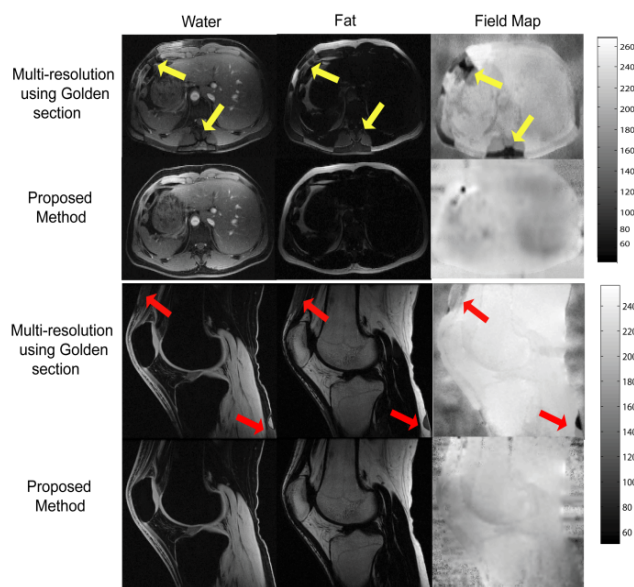 Water
Fat
Field Map
Multi-resolution
using Golden
section
260
240
220
200
180
160
140
120
100
80
60
Proposed
Method
Multi-resolution
using Golden
section
240
220
200
180
160
140
120
100
80
60
Proposed
Method